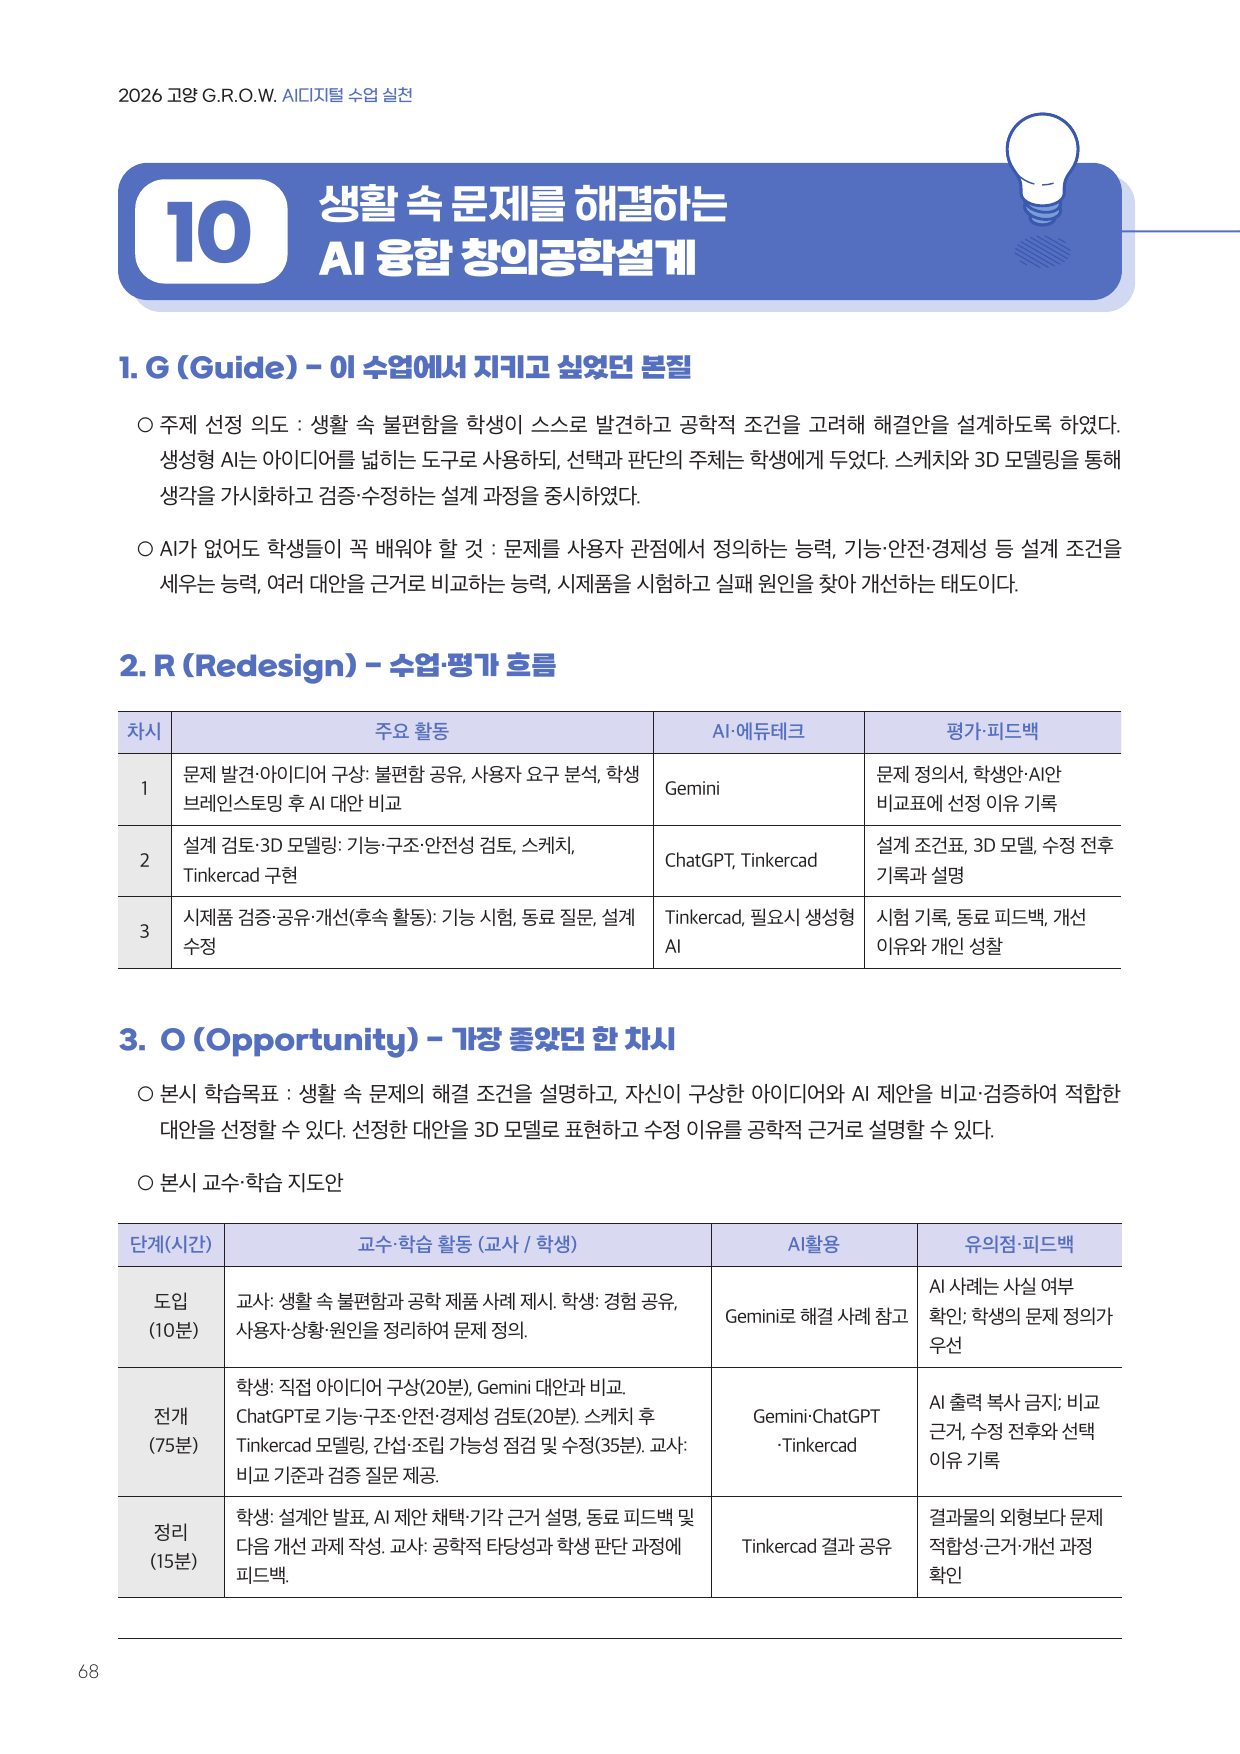 2026 고양 G.R.O.W. AI디지털 수업 실천
10
생활 속 문제를 해결하는
AI 융합 창의공학설계
1. G (Guide) – 이 수업에서 지키고 싶었던 본질
○ 주제 선정 의도 : 생활 속 불편함을 학생이 스스로 발견하고 공학적 조건을 고려해 해결안을 설계하도록 하였다.
생성형 AI는 아이디어를 넓히는 도구로 사용하되, 선택과 판단의 주체는 학생에게 두었다. 스케치와 3D 모델링을 통해
생각을 가시화하고 검증·수정하는 설계 과정을 중시하였다.
○ AI가 없어도 학생들이 꼭 배워야 할 것 : 문제를 사용자 관점에서 정의하는 능력, 기능·안전·경제성 등 설계 조건을
세우는 능력, 여러 대안을 근거로 비교하는 능력, 시제품을 시험하고 실패 원인을 찾아 개선하는 태도이다.
2. R (Redesign) – 수업·평가 흐름
차시 주요 활동 AI·에듀테크 평가·피드백
1
문제 발견·아이디어 구상: 불편함 공유, 사용자 요구 분석, 학생
브레인스토밍 후 AI 대안 비교
Gemini
문제 정의서, 학생안·AI안
비교표에 선정 이유 기록
2
설계 검토·3D 모델링: 기능·구조·안전성 검토, 스케치,
Tinkercad 구현
ChatGPT, Tinkercad
설계 조건표, 3D 모델, 수정 전후
기록과 설명
3
시제품 검증·공유·개선(후속 활동): 기능 시험, 동료 질문, 설계
수정
Tinkercad, 필요시 생성형
AI
시험 기록, 동료 피드백, 개선
이유와 개인 성찰
3. O (Opportunity) – 가장 좋았던 한 차시
○ 본시 학습목표 : 생활 속 문제의 해결 조건을 설명하고, 자신이 구상한 아이디어와 AI 제안을 비교·검증하여 적합한
대안을 선정할 수 있다. 선정한 대안을 3D 모델로 표현하고 수정 이유를 공학적 근거로 설명할 수 있다.
○ 본시 교수·학습 지도안
단계(시간) 교수·학습 활동 (교사 / 학생) AI활용 유의점·피드백
도입
(10분)
교사: 생활 속 불편함과 공학 제품 사례 제시. 학생: 경험 공유,
사용자·상황·원인을 정리하여 문제 정의.
Gemini로 해결 사례 참고
AI 사례는 사실 여부
확인; 학생의 문제 정의가
우선
전개
(75분)
학생: 직접 아이디어 구상(20분), Gemini 대안과 비교.
ChatGPT로 기능·구조·안전·경제성 검토(20분). 스케치 후
Tinkercad 모델링, 간섭·조립 가능성 점검 및 수정(35분). 교사:
비교 기준과 검증 질문 제공.
Gemini·ChatGPT
·Tinkercad
AI 출력 복사 금지; 비교
근거, 수정 전후와 선택
이유 기록
정리
(15분)
학생: 설계안 발표, AI 제안 채택·기각 근거 설명, 동료 피드백 및
다음 개선 과제 작성. 교사: 공학적 타당성과 학생 판단 과정에
피드백.
Tinkercad 결과 공유
결과물의 외형보다 문제
적합성·근거·개선 과정
확인
68